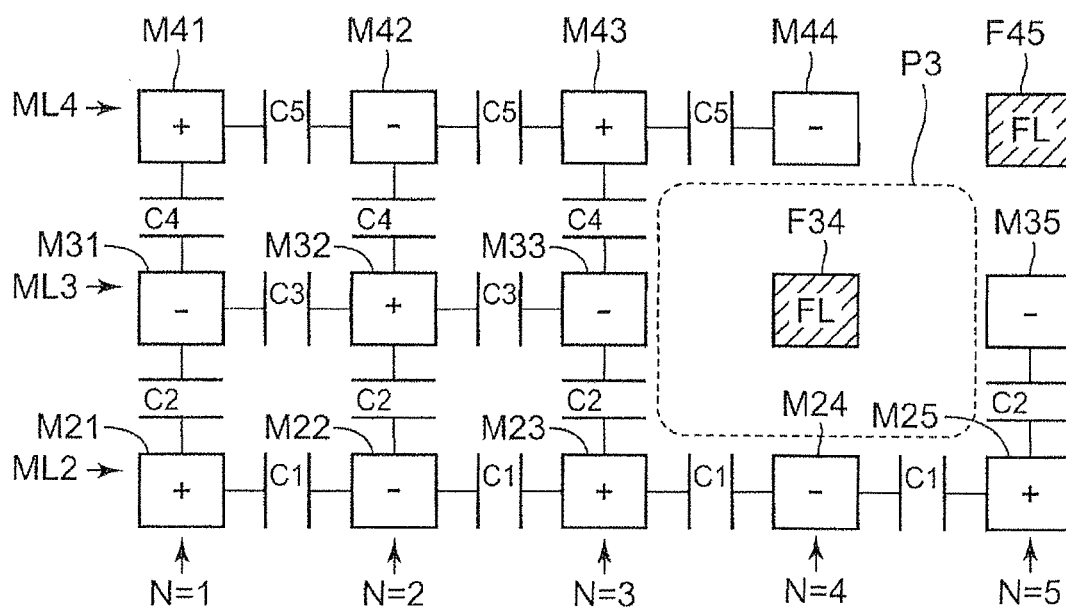 M41 M42 M43 M44 F45
P3
ML4 + C5 - C5 + C5 - FL
C4 C4 C4
M31 M32 M33 F34 M35
ML3 - C3 + C3 - FL -
C2 C2 C2 C2
M21 M22 M23 M24 M25
ML2 + C1 - C1 + C1 - C1 +
N=1 N=2 N=3 N=4 N=5